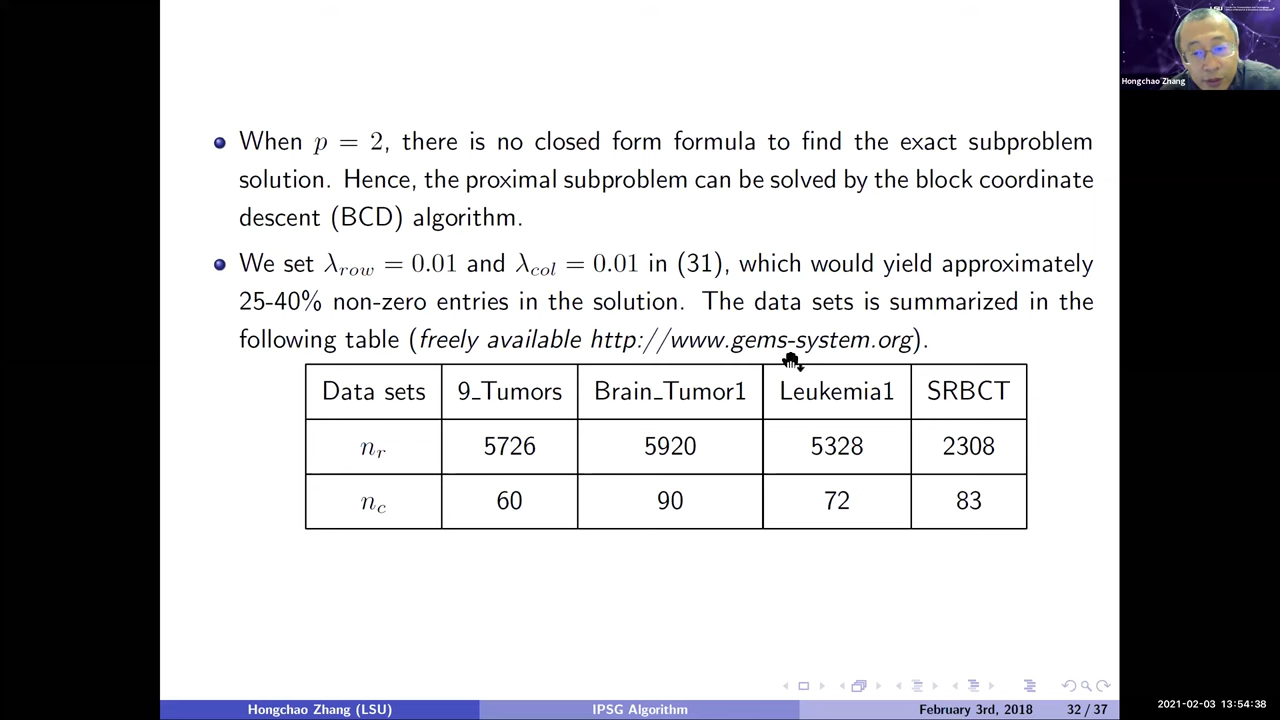 When p = 2, there is no closed form formula to find the exact subproblem
solution. Hence, the proximal subproblem can be solved by the block coordinate
descent (BCD) algorithm.
We set λrow = 0.01 and λcol = 0.01 in (31), which would yield approximately
25-40% non-zero entries in the solution. The data sets is summarized in the
following table (freely available http://www.gems-system.org).
Data sets 9_Tumors Brain_Tumor1 Leukemia1 SRBCT
nr 5726 5920 5328 2308
nc 60 90 72 83
Hongchao Zhang (LSU) IPSG Algorithm February 3rd, 2018 32 / 37
LSU
Hongchao Zhang
2021-02-03 13:54:38